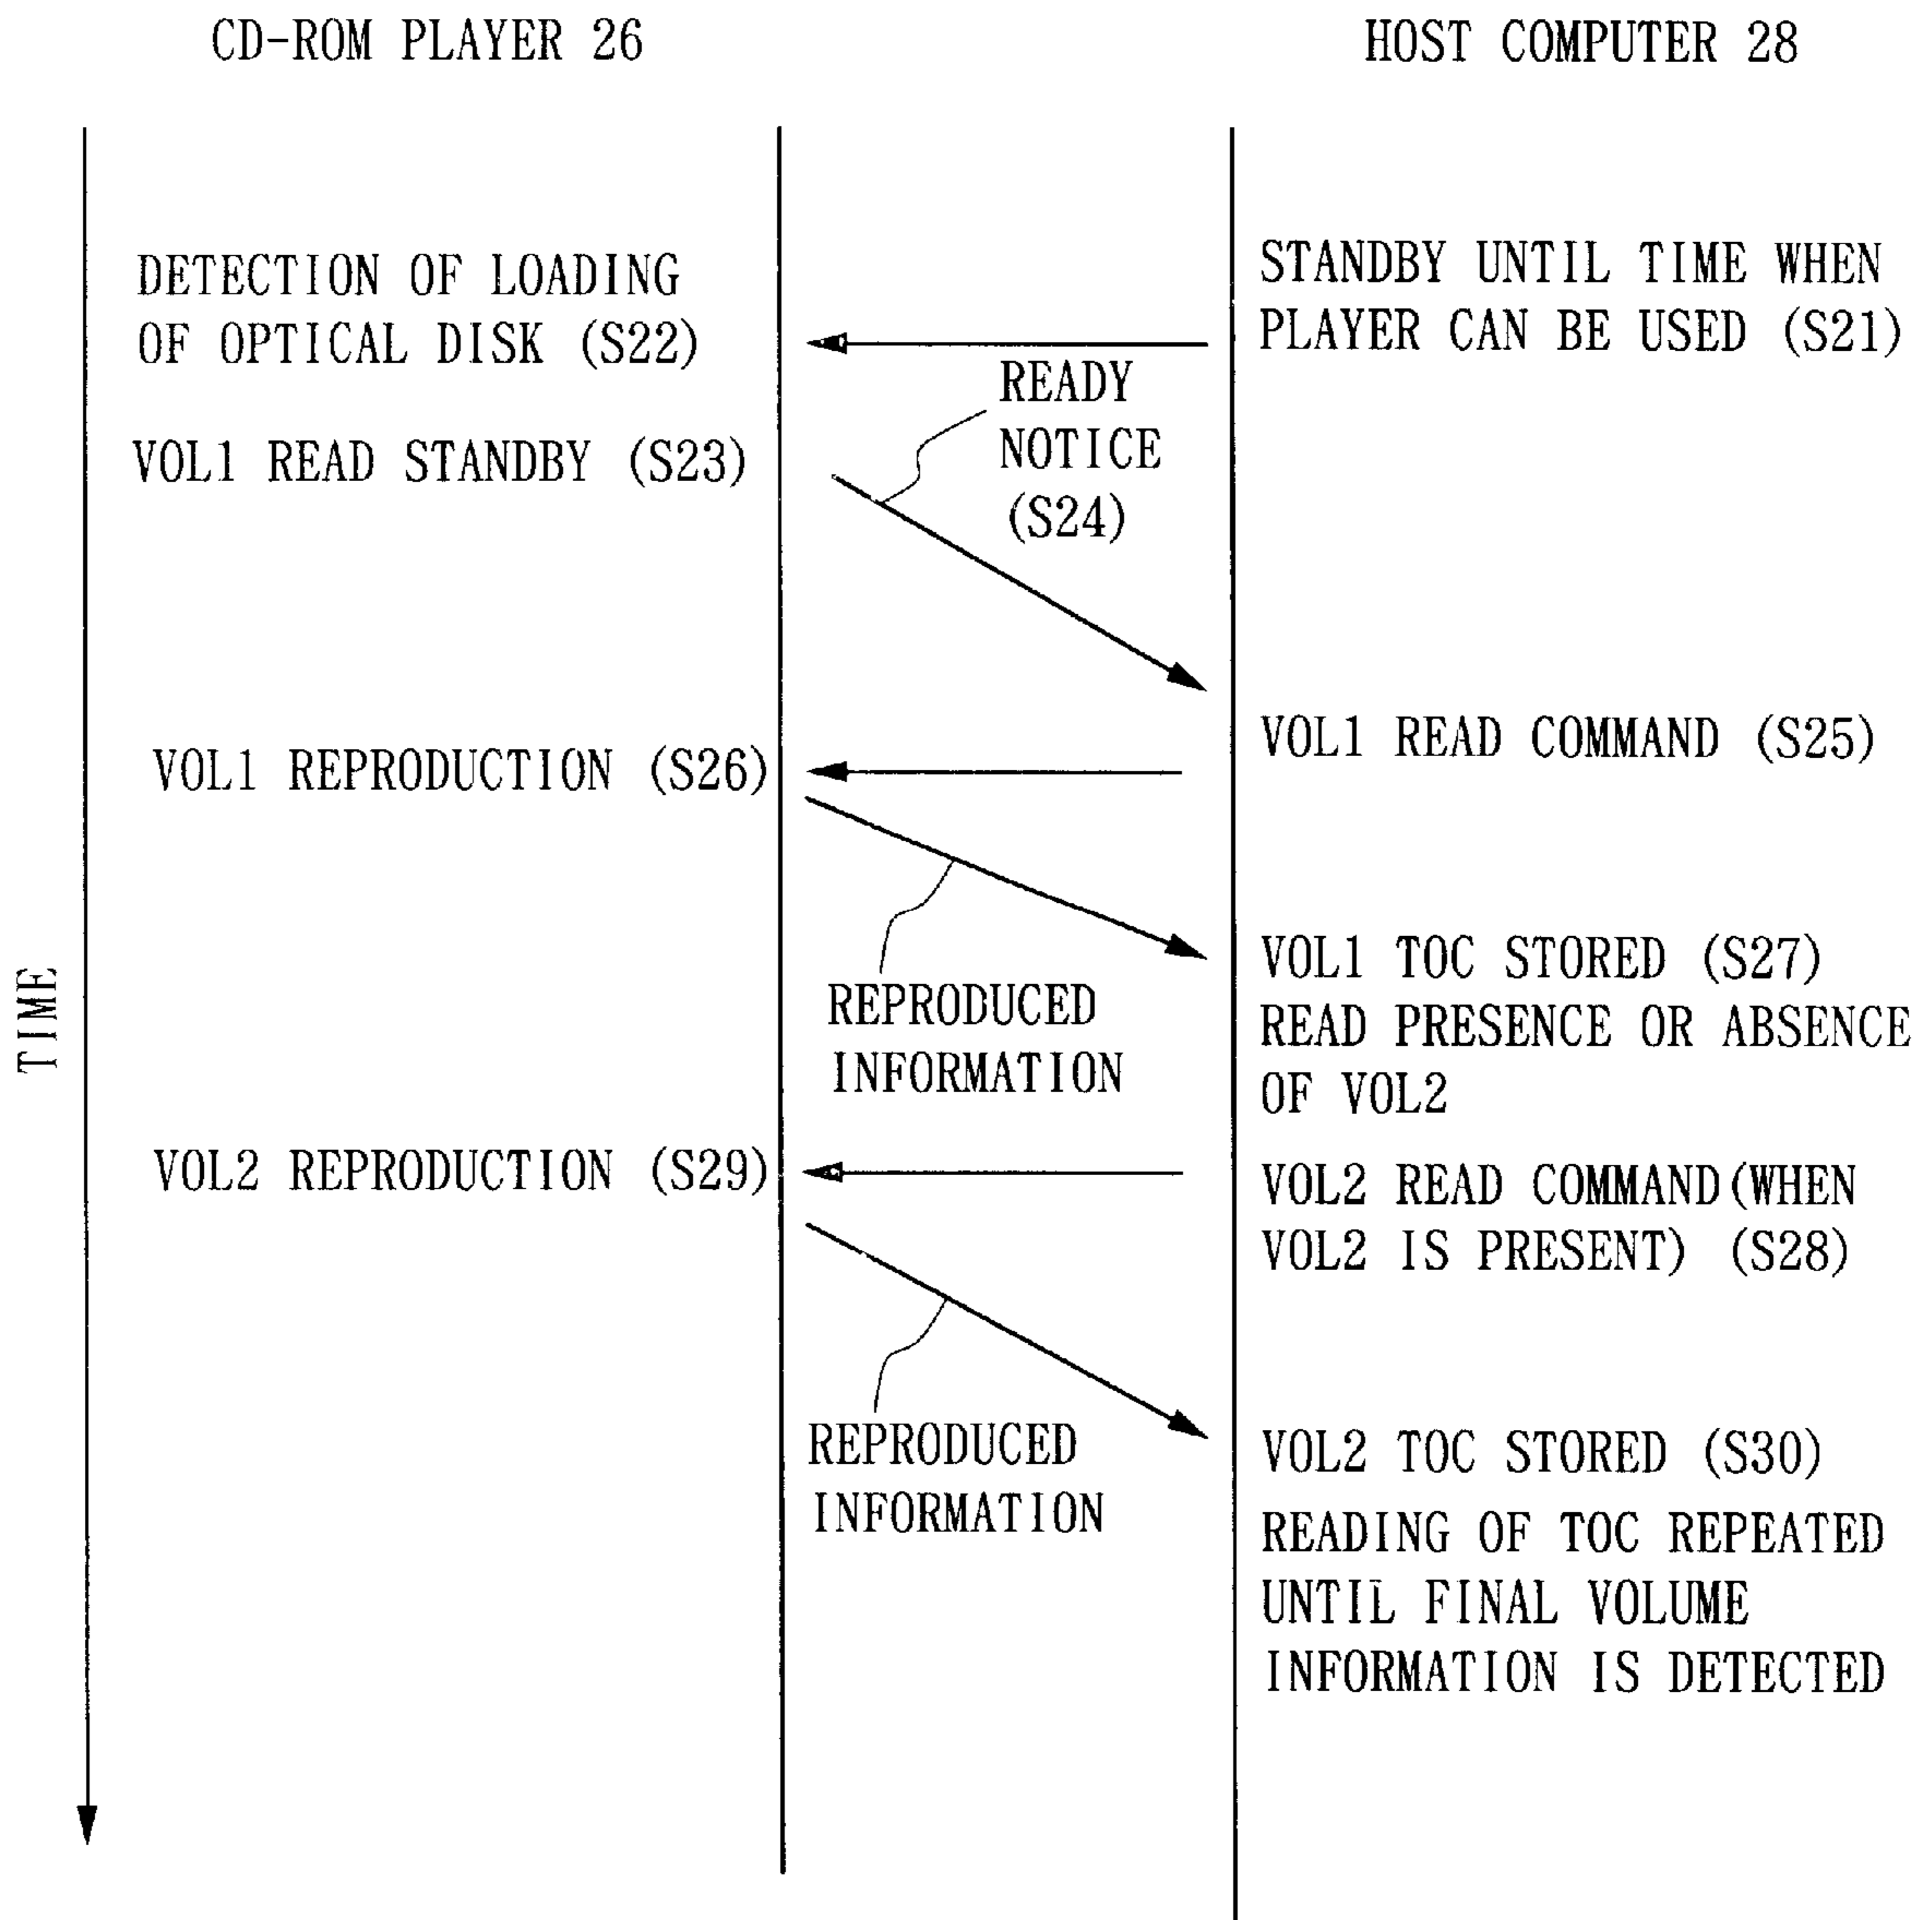 CD-ROM PLAYER 26
HOST COMPUTER 28
DETECTION OF LOADING
OF OPTICAL DISK (S22)
STANDBY UNTIL TIME WHEN
PLAYER CAN BE USED (S21)
READY
NOTICE
(S24)
VOL1 READ STANDBY (S23)
VOL1 READ COMMAND (S25)
VOL1 REPRODUCTION (S26)
REPRODUCED
INFORMATION
VOL1 TOC STORED (S27)
READ PRESENCE OR ABSENCE
OF VOL2
TIME
VOL2 REPRODUCTION (S29)
VOL2 READ COMMAND(WHEN
VOL2 IS PRESENT) (S28)
REPRODUCED
INFORMATION
VOL2 TOC STORED (S30)
READING OF TOC REPEATED
UNTIL FINAL VOLUME
INFORMATION IS DETECTED